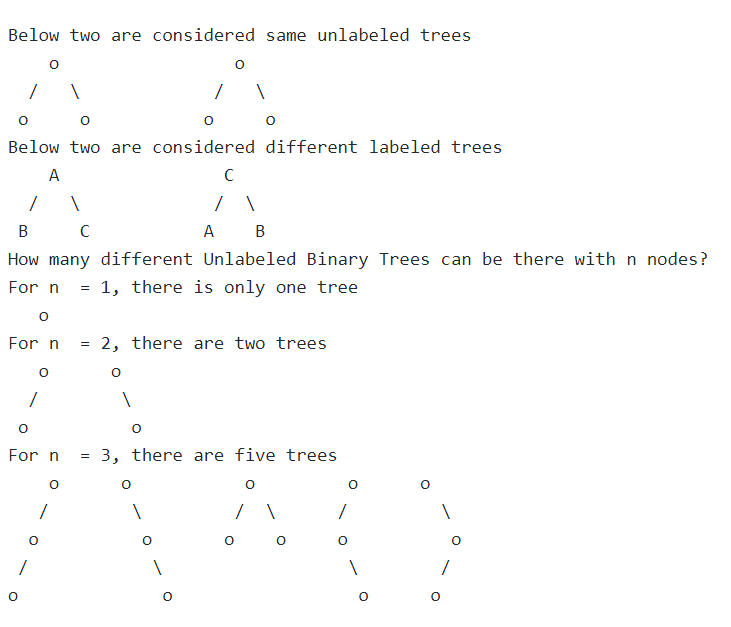 Below two are considered same unlabeled trees
    o                 o
  /   \             /   \
 o     o           o     o
Below two are considered different labeled trees
    A                C
  /   \             /  \
 B     C           A    B
How many different Unlabeled Binary Trees can be there with n nodes?
For n  = 1, there is only one tree
   o
For n  = 2, there are two trees
   o      o
  /        \
 o          o
For n  = 3, there are five trees
    o      o           o         o      o
   /        \         /  \      /         \
  o          o       o    o     o          o
 /            \                  \        /
o              o                  o      o